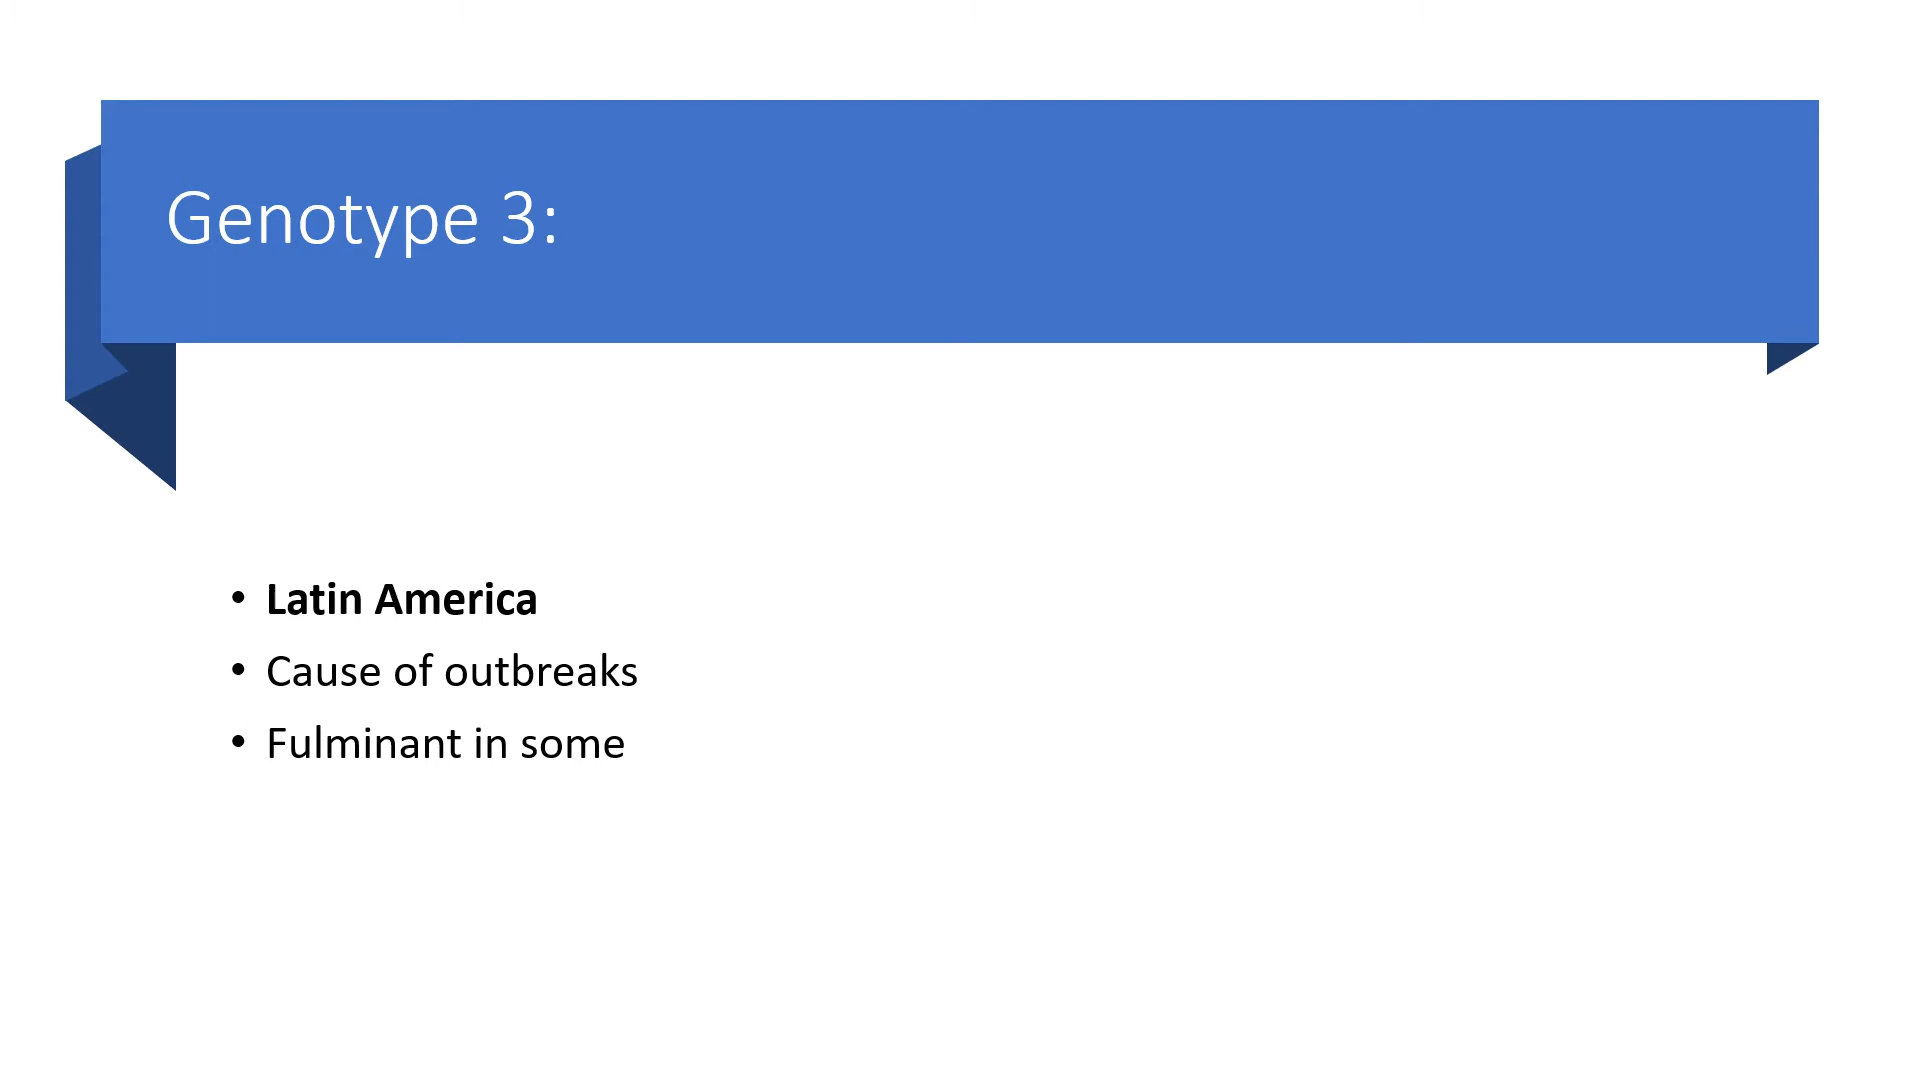 Genotype 3:
• Latin America
• Cause of outbreaks
• Fulminant in some